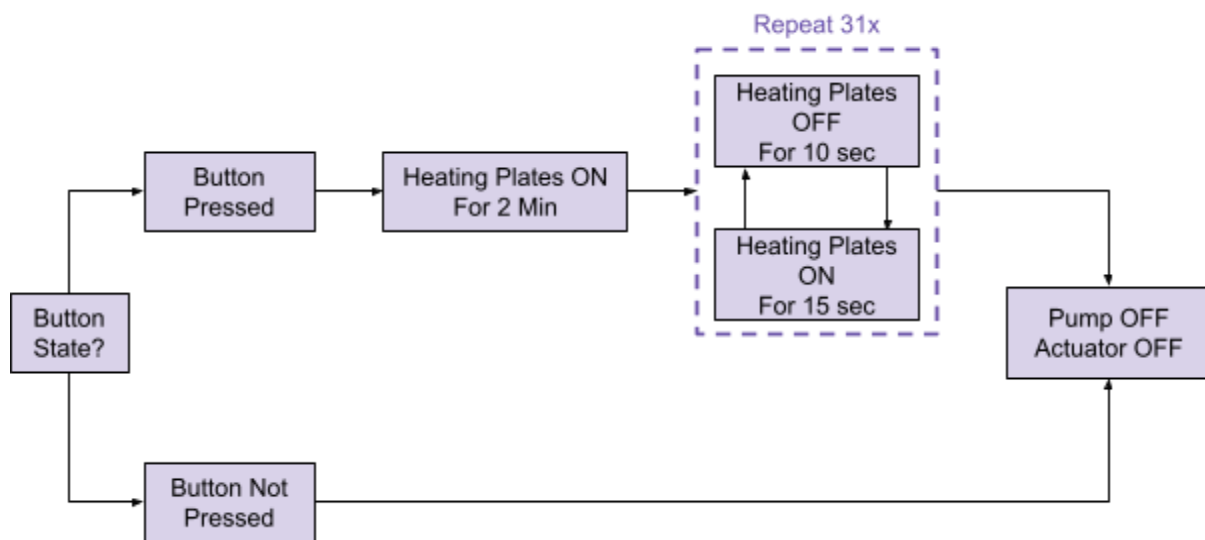 Repeat 31x
Heating Plates
OFF
For 10 sec
Button
Pressed
Heating Plates ON
For 2 Min
Heating Plates
ON
For 15 sec
Button
State?
Pump OFF
Actuator OFF
Button Not
Pressed